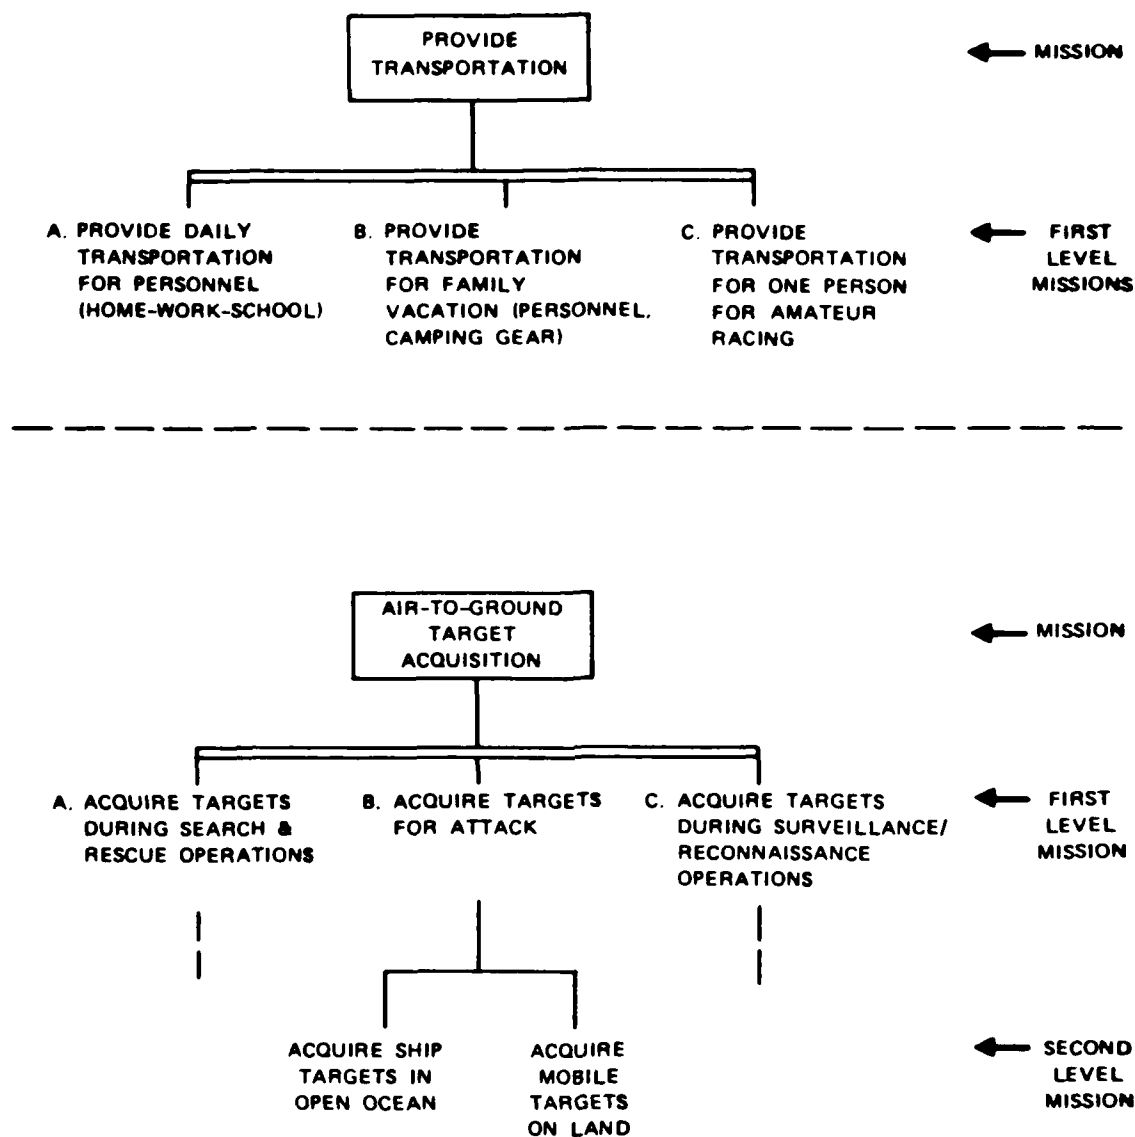 PROVIDE
TRANSPORTATION
MISSION
A. PROVIDE DAILY
TRANSPORTATION
FOR PERSONNEL
(HOME-WORK-SCHOOL)
B. PROVIDE
TRANSPORTATION
FOR FAMILY
VACATION (PERSONNEL,
CAMPING GEAR)
C. PROVIDE
TRANSPORTATION
FOR ONE PERSON
FOR AMATEUR
RACING
FIRST
LEVEL
MISSIONS
AIR-TO-GROUND
TARGET
ACQUISITION
MISSION
A. ACQUIRE TARGETS
DURING SEARCH &
RESCUE OPERATIONS
B. ACQUIRE TARGETS
FOR ATTACK
C. ACQUIRE TARGETS
DURING SURVEILLANCE/
RECONNAISSANCE
OPERATIONS
FIRST
LEVEL
MISSION
ACQUIRE SHIP
TARGETS IN
OPEN OCEAN
ACQUIRE
MOBILE
TARGETS
ON LAND
SECOND
LEVEL
MISSION